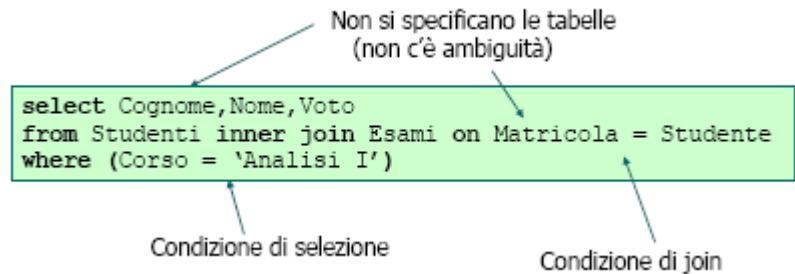 Non si specificano le tabelle
(non c'è ambiguità)
select Cognome,Nome,Voto
from Studenti inner join Esami on Matricola = Studente
where (Corso = ‘Analisi I’)
Condizione di selezione
Condizione di join